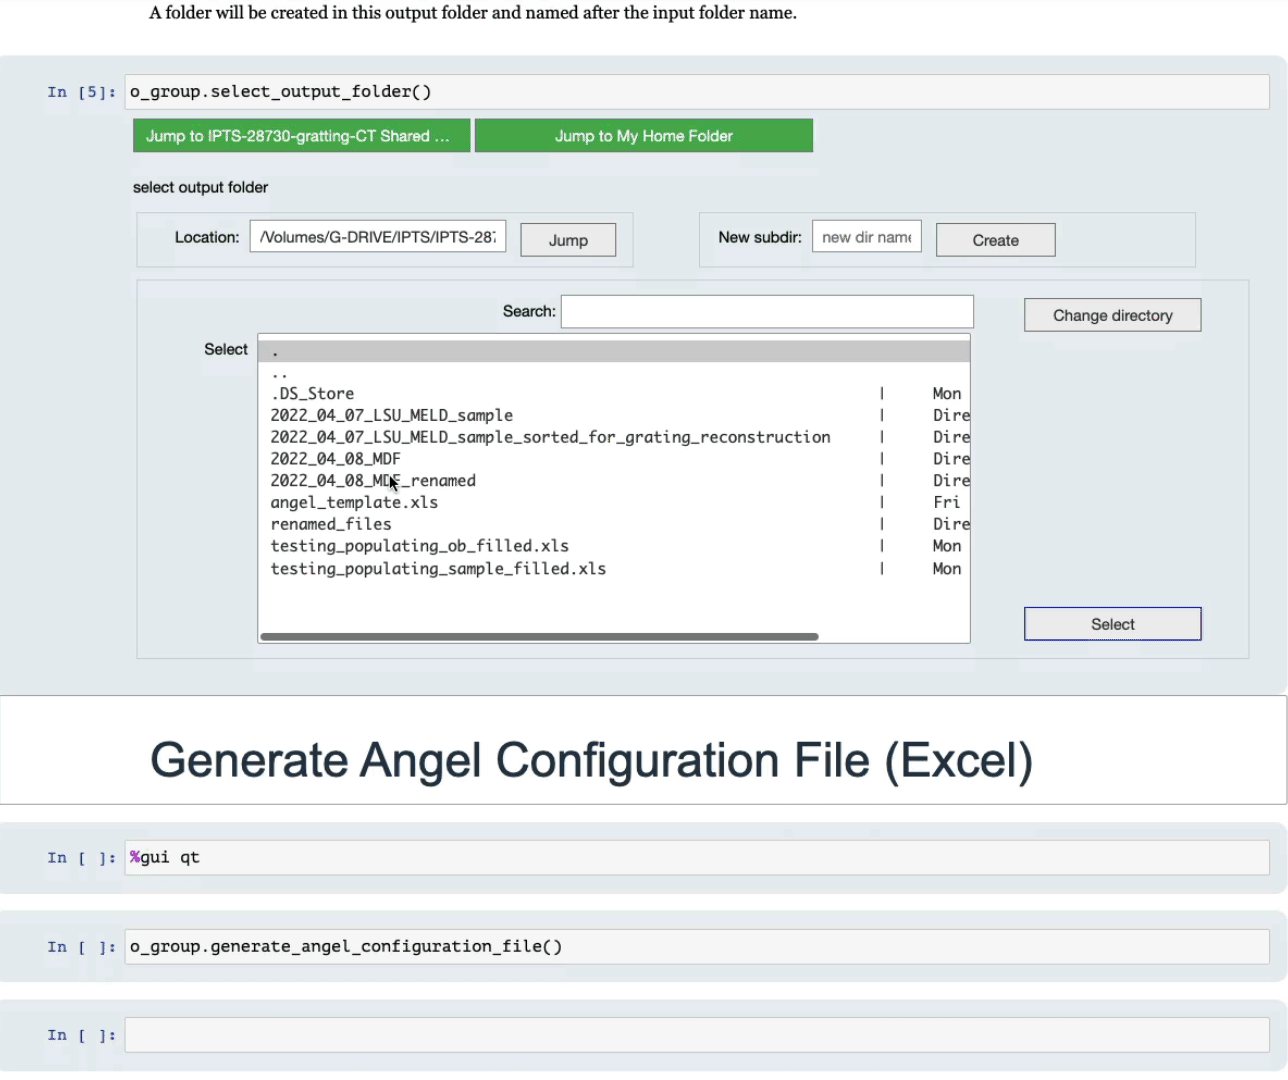 A folder will be created in this output folder and named after the input folder name.
In [5]: o_group.select_output_folder()
Jump to IPTS-28730-gratting-CT Shared ... Jump to My Home Folder
select output folder
Location: /Volumes/G-DRIVE/IPTS/IPTS-287 Jump New subdir: new dir name Create
Search: Change directory
Select .
..
.DS_Store | Mon
2022_04_07_LSU_MELD_sample | Dire
2022_04_07_LSU_MELD_sample_sorted_for_grating_reconstruction | Dire
2022_04_08_MDF | Dire
2022_04_08_MDF_renamed | Dire
angel_template.xls | Fri
renamed_files | Dire
testing_populating_ob_filled.xls | Mon
testing_populating_sample_filled.xls | Mon
Select
Generate Angel Configuration File (Excel)
In [ ]: %gui qt
In [ ]: o_group.generate_angel_configuration_file()
In [ ]: